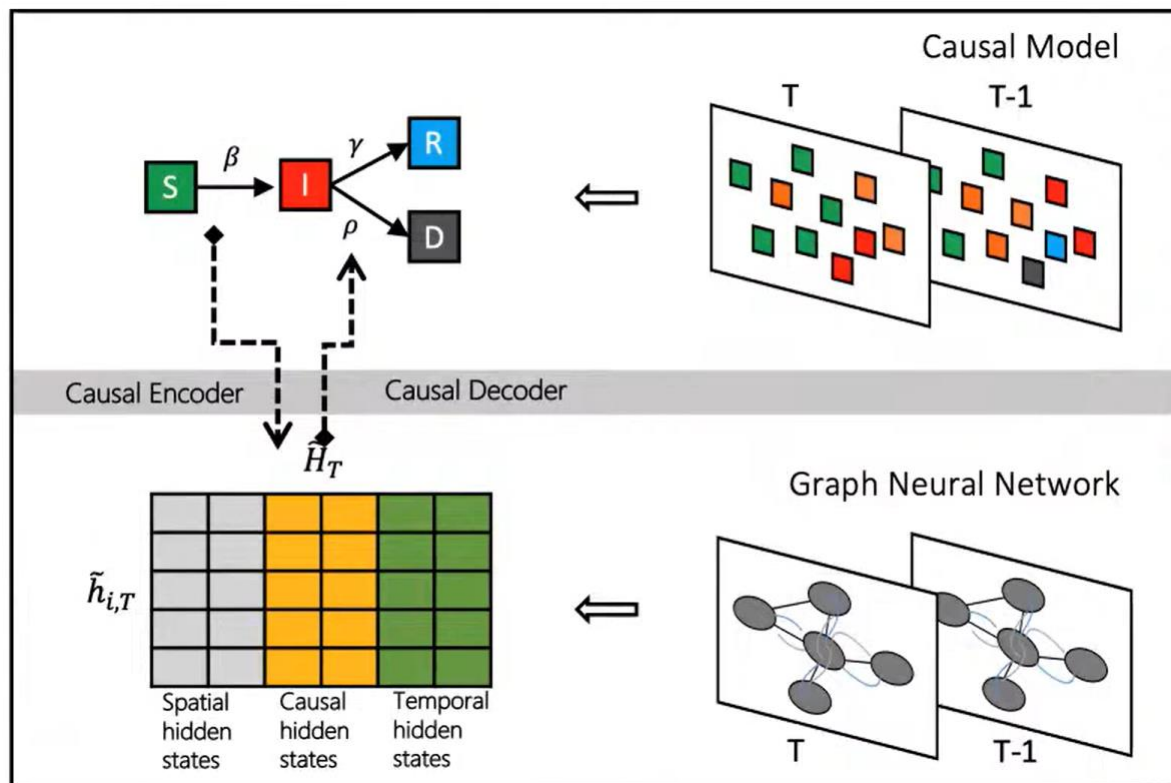 Causal Model
T
T-1
S
β
I
γ
R
ρ
D
Causal Encoder
Causal Decoder
H̃_T
Graph Neural Network
h̃_{i,T}
Spatial
hidden
states
Causal
hidden
states
Temporal
hidden
states
T
T-1